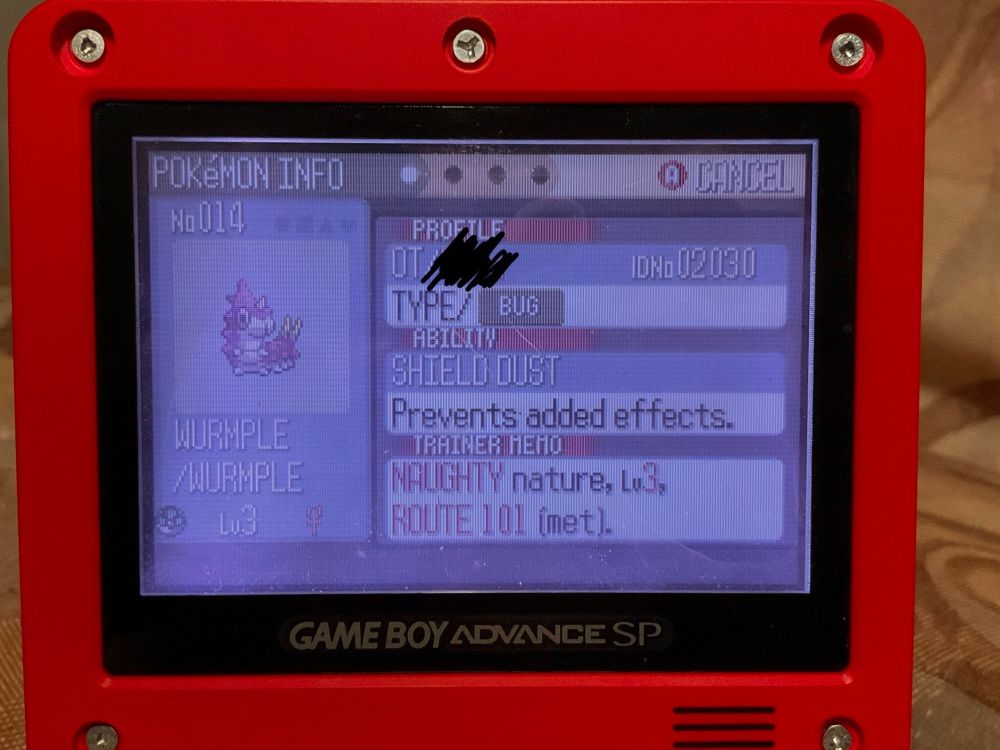 POKéMON INFO
A CANCEL
No014
PROFILE
OT
IDNo02030
TYPE/ BUG
ABILITY
SHIELD DUST
Prevents added effects.
WURMPLE
/WURMPLE
Lv3
TRAINER MEMO
NAUGHTY nature, Lv3,
ROUTE 101 (met).
GAME BOY ADVANCE SP